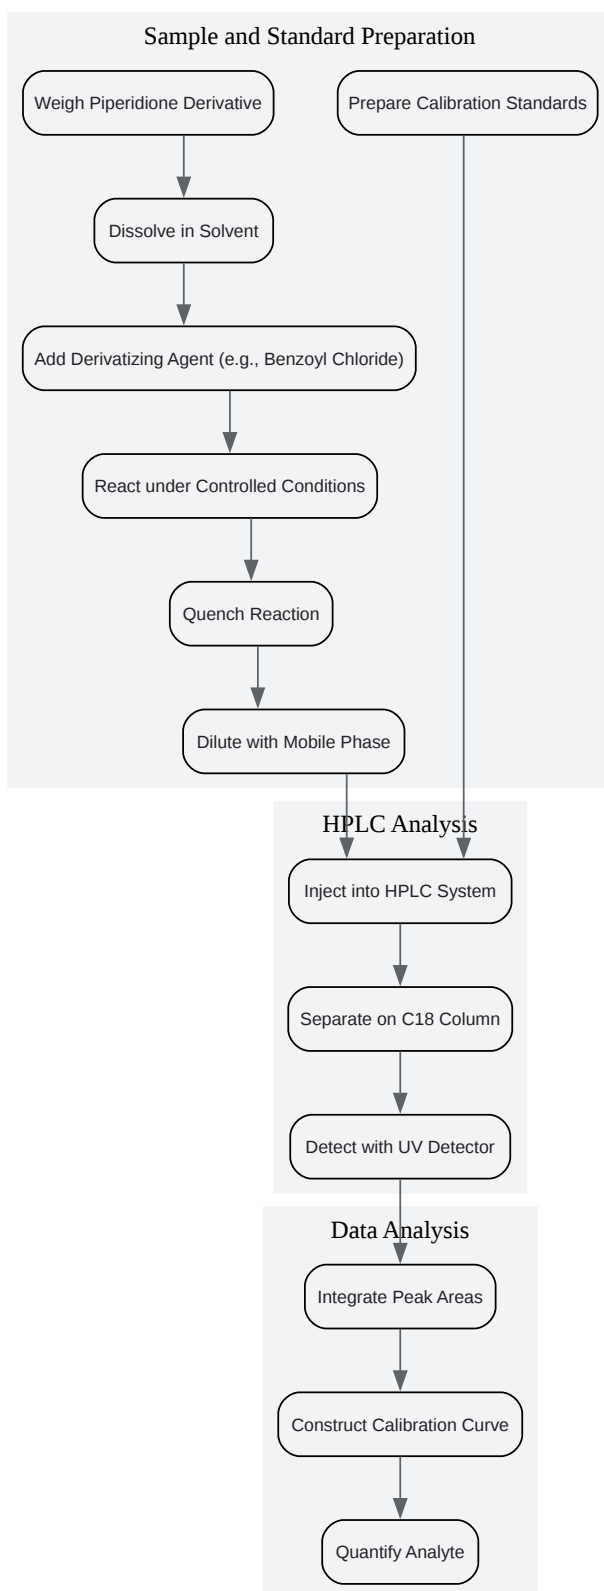 Sample and Standard Preparation
Weigh Piperidione Derivative
Prepare Calibration Standards
Dissolve in Solvent
Add Derivatizing Agent (e.g., Benzoyl Chloride)
React under Controlled Conditions
Quench Reaction
Dilute with Mobile Phase
HPLC Analysis
Inject into HPLC System
Separate on C18 Column
Detect with UV Detector
Data Analysis
Integrate Peak Areas
Construct Calibration Curve
Quantify Analyte